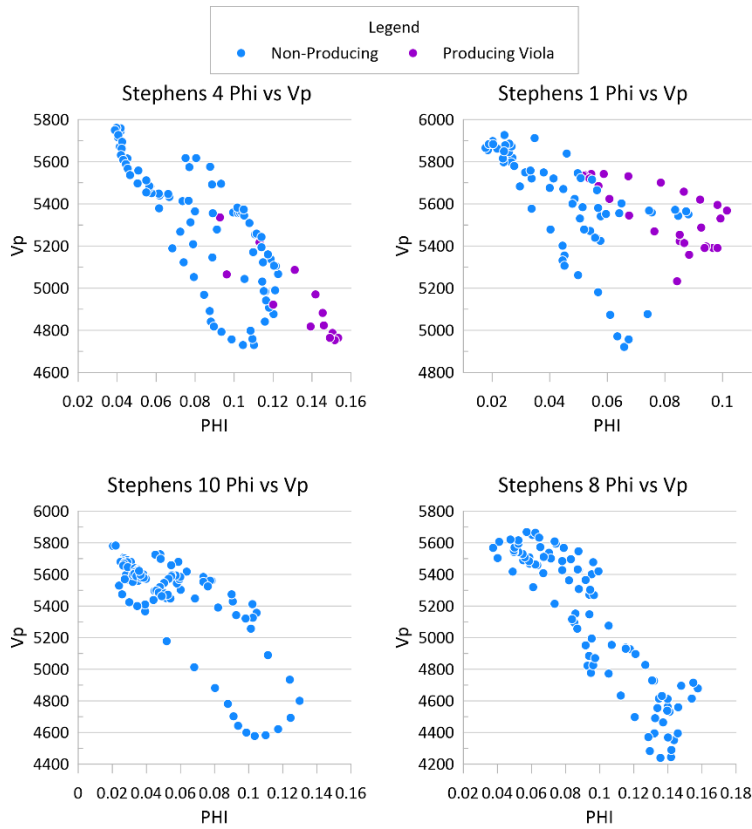 Legend
Non-Producing Producing Viola
Stephens 4 Phi vs Vp
5800
5600
5400
5200
5000
4800
4600
Vp
0.02 0.04 0.06 0.08 0.1 0.12 0.14 0.16
PHI
Stephens 1 Phi vs Vp
6000
5800
5600
5400
5200
5000
4800
Vp
0.02 0.04 0.06 0.08 0.1
PHI
Stephens 10 Phi vs Vp
6000
5800
5600
5400
5200
5000
4800
4600
4400
Vp
0 0.02 0.04 0.06 0.08 0.1 0.12 0.14 0.16
PHI
Stephens 8 Phi vs Vp
5800
5600
5400
5200
5000
4800
4600
4400
4200
Vp
0.02 0.04 0.06 0.08 0.1 0.12 0.14 0.16 0.18
PHI